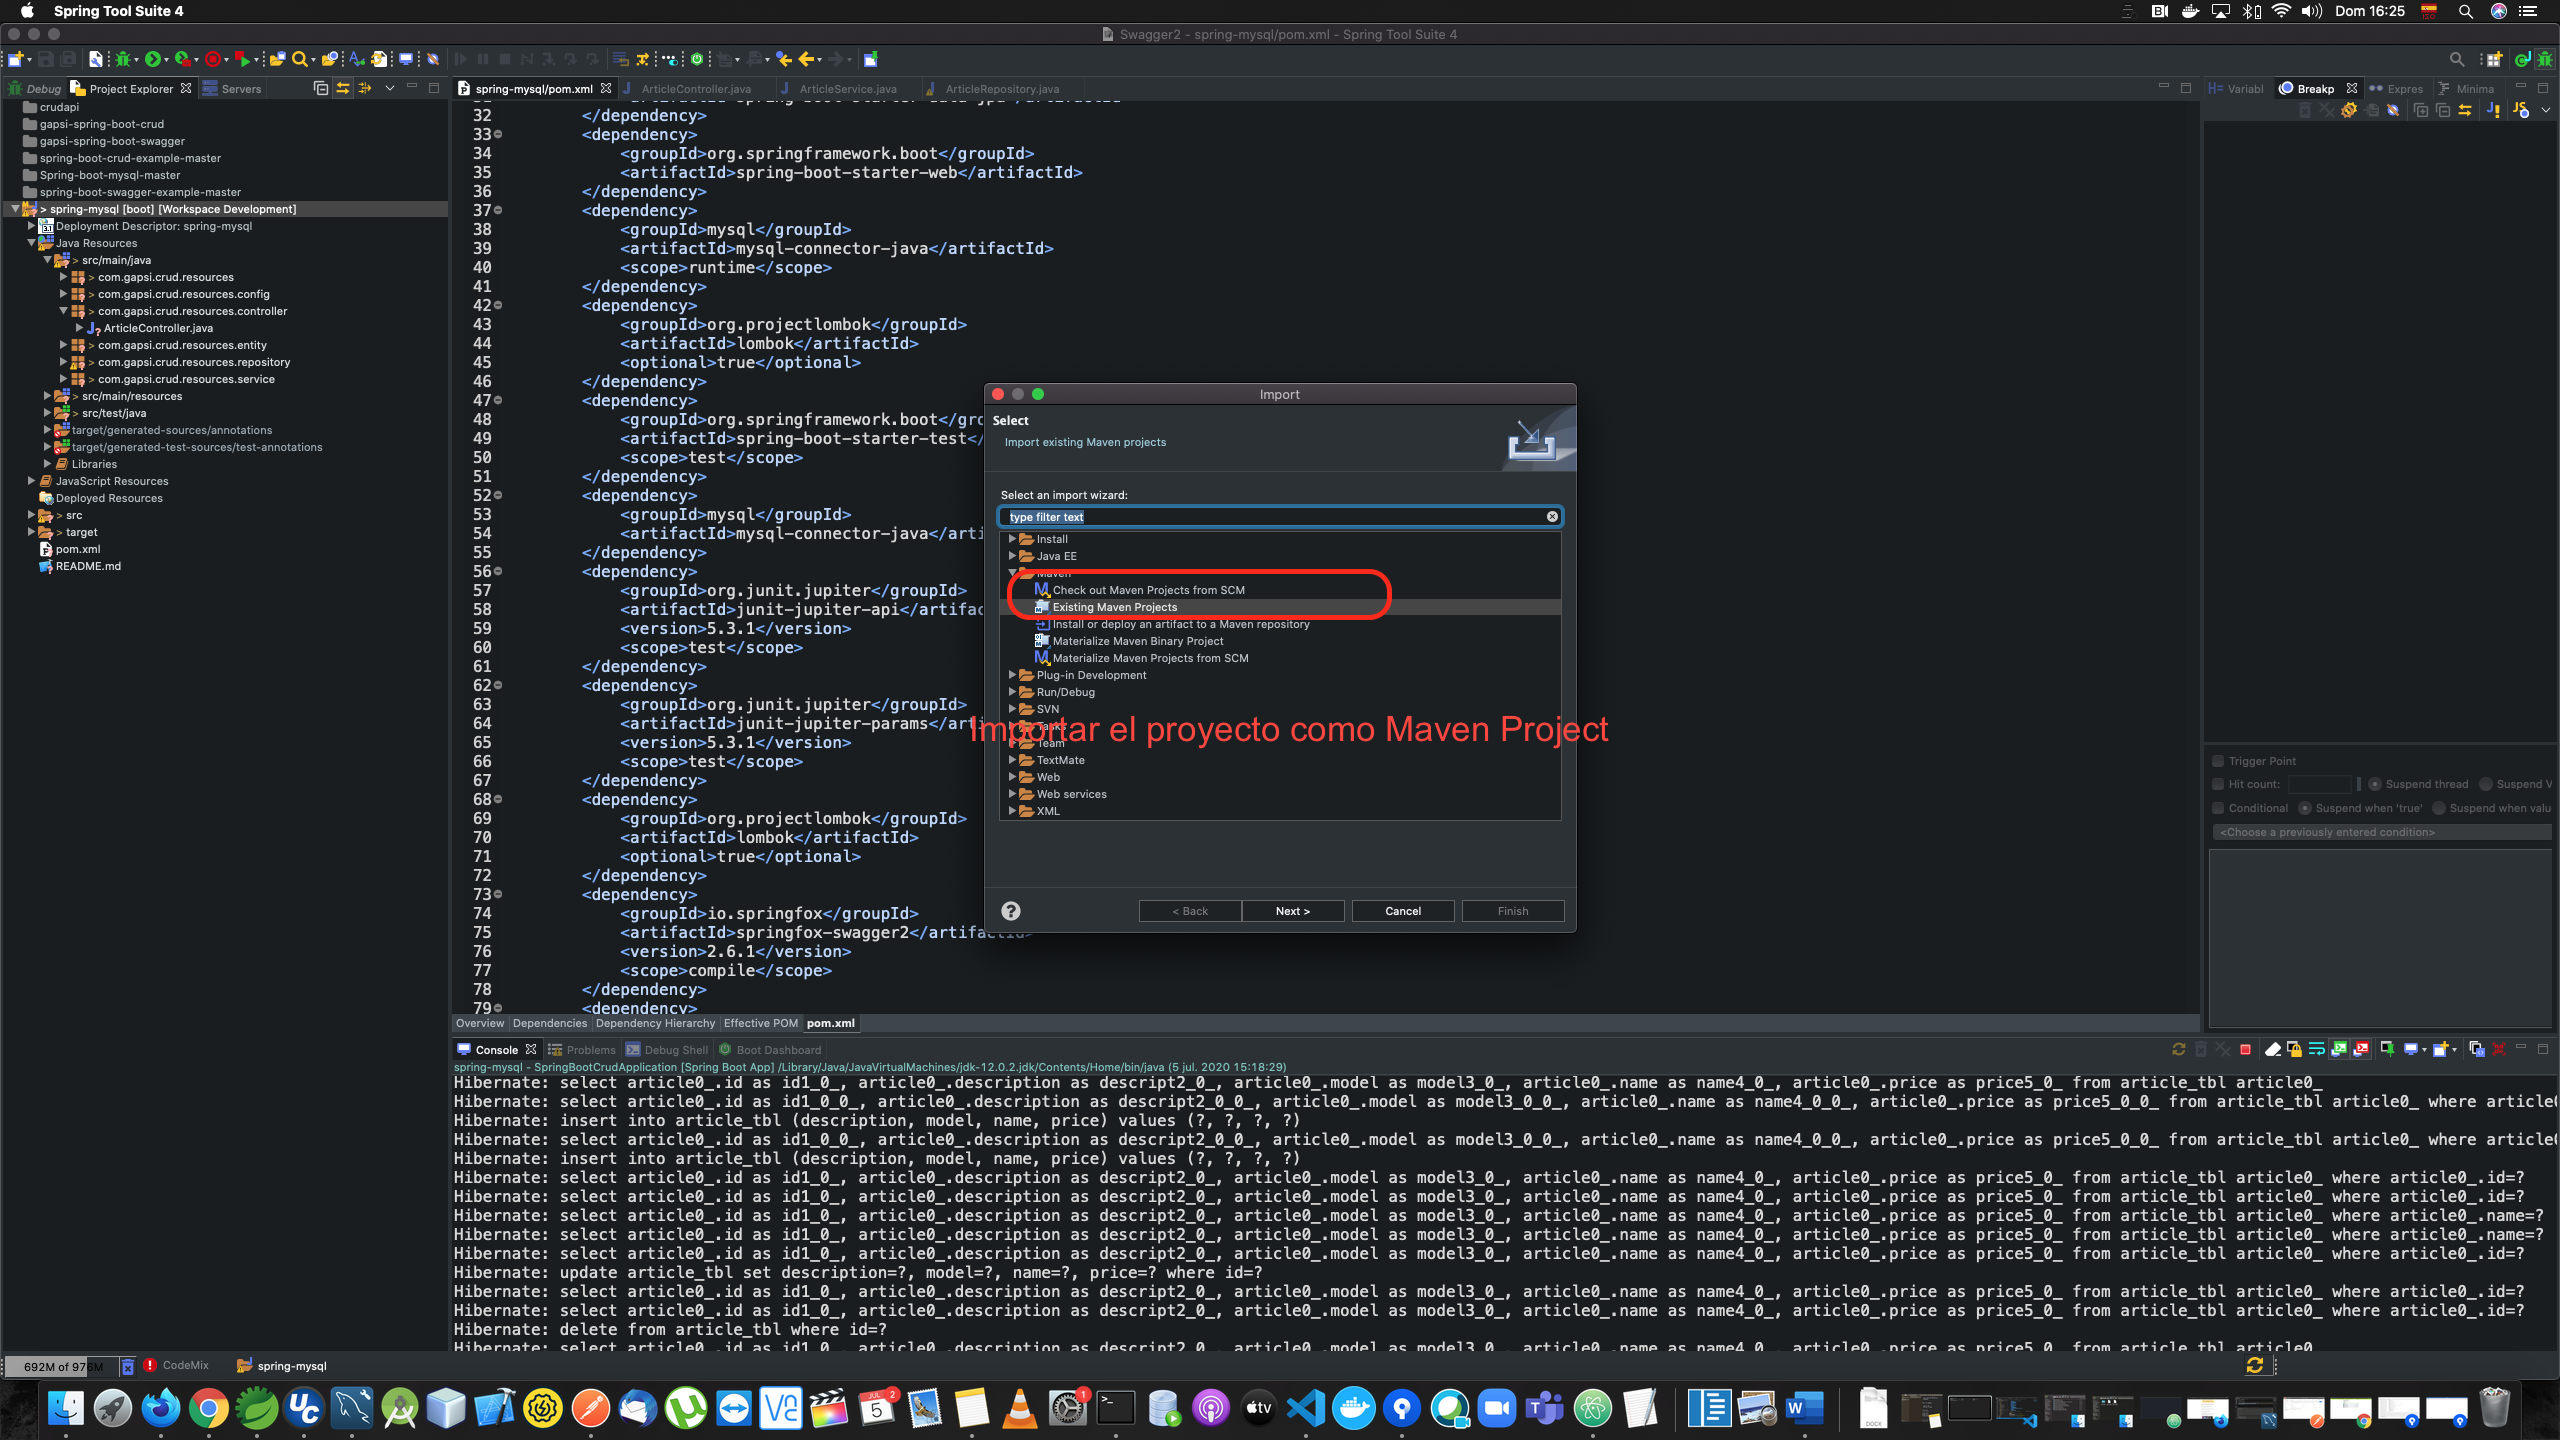 Spring Tool Suite 4
Dom 16:25
Swagger2 - spring-mysql/pom.xml - Spring Tool Suite 4
Debug
Project Explorer
Servers
crudapi
gapsi-spring-boot-crud
gapsi-spring-boot-swagger
spring-boot-crud-example-master
Spring-boot-mysql-master
spring-boot-swagger-example-master
> spring-mysql [boot] [Workspace Development]
Deployment Descriptor: spring-mysql
Java Resources
> src/main/java
> com.gapsi.crud.resources
> com.gapsi.crud.resources.config
> com.gapsi.crud.resources.controller
ArticleController.java
> com.gapsi.crud.resources.entity
> com.gapsi.crud.resources.repository
> com.gapsi.crud.resources.service
> src/main/resources
> src/test/java
target/generated-sources/annotations
target/generated-test-sources/test-annotations
Libraries
JavaScript Resources
Deployed Resources
> src
> target
pom.xml
README.md
spring-mysql/pom.xml
ArticleController.java
ArticleService.java
ArticleRepository.java
32 </dependency>
33 <dependency>
34 <groupId>org.springframework.boot</groupId>
35 <artifactId>spring-boot-starter-web</artifactId>
36 </dependency>
37 <dependency>
38 <groupId>mysql</groupId>
39 <artifactId>mysql-connector-java</artifactId>
40 <scope>runtime</scope>
41 </dependency>
42 <dependency>
43 <groupId>org.projectlombok</groupId>
44 <artifactId>lombok</artifactId>
45 <optional>true</optional>
46 </dependency>
47 <dependency>
48 <groupId>org.springframework.boot</gro
49 <artifactId>spring-boot-starter-test</
50 <scope>test</scope>
51 </dependency>
52 <dependency>
53 <groupId>mysql</groupId>
54 <artifactId>mysql-connector-java</arti
55 </dependency>
56 <dependency>
57 <groupId>org.junit.jupiter</groupId>
58 <artifactId>junit-jupiter-api</artifac
59 <version>5.3.1</version>
60 <scope>test</scope>
61 </dependency>
62 <dependency>
63 <groupId>org.junit.jupiter</groupId>
64 <artifactId>junit-jupiter-params</arti
65 <version>5.3.1</version>
66 <scope>test</scope>
67 </dependency>
68 <dependency>
69 <groupId>org.projectlombok</groupId>
70 <artifactId>lombok</artifactId>
71 <optional>true</optional>
72 </dependency>
73 <dependency>
74 <groupId>io.springfox</groupId>
75 <artifactId>springfox-swagger2</artifactId>
76 <version>2.6.1</version>
77 <scope>compile</scope>
78 </dependency>
79 <dependency>
Import
Select
Import existing Maven projects
Select an import wizard:
type filter text
Install
Java EE
Maven
Check out Maven Projects from SCM
Existing Maven Projects
Install or deploy an artifact to a Maven repository
Materialize Maven Binary Project
Materialize Maven Projects from SCM
Plug-in Development
Run/Debug
SVN
Tasks
Importar el proyecto como Maven Project
Team
TextMate
Web
Web services
XML
?
< Back
Next >
Cancel
Finish
Variabl
Breakp
Expres
Minima
Trigger Point
Hit count:
Suspend thread
Suspend V
Conditional
Suspend when 'true'
Suspend when valu
<Choose a previously entered condition>
Overview
Dependencies
Dependency Hierarchy
Effective POM
pom.xml
Console
Problems
Debug Shell
Boot Dashboard
spring-mysql - SpringBootCrudApplication [Spring Boot App] /Library/Java/JavaVirtualMachines/jdk-12.0.2.jdk/Contents/Home/bin/java (5 jul. 2020 15:18:29)
Hibernate: select article0_.id as id1_0_, article0_.description as descript2_0_, article0_.model as model3_0_, article0_.name as name4_0_, article0_.price as price5_0_ from article_tbl article0_
Hibernate: select article0_.id as id1_0_0_, article0_.description as descript2_0_0_, article0_.model as model3_0_0_, article0_.name as name4_0_0_, article0_.price as price5_0_0_ from article_tbl article0_ where article0
Hibernate: insert into article_tbl (description, model, name, price) values (?, ?, ?, ?)
Hibernate: select article0_.id as id1_0_0_, article0_.description as descript2_0_0_, article0_.model as model3_0_0_, article0_.name as name4_0_0_, article0_.price as price5_0_0_ from article_tbl article0_ where article0
Hibernate: insert into article_tbl (description, model, name, price) values (?, ?, ?, ?)
Hibernate: select article0_.id as id1_0_, article0_.description as descript2_0_, article0_.model as model3_0_, article0_.name as name4_0_, article0_.price as price5_0_ from article_tbl article0_ where article0_.id=?
Hibernate: select article0_.id as id1_0_, article0_.description as descript2_0_, article0_.model as model3_0_, article0_.name as name4_0_, article0_.price as price5_0_ from article_tbl article0_ where article0_.id=?
Hibernate: select article0_.id as id1_0_, article0_.description as descript2_0_, article0_.model as model3_0_, article0_.name as name4_0_, article0_.price as price5_0_ from article_tbl article0_ where article0_.name=?
Hibernate: select article0_.id as id1_0_, article0_.description as descript2_0_, article0_.model as model3_0_, article0_.name as name4_0_, article0_.price as price5_0_ from article_tbl article0_ where article0_.name=?
Hibernate: select article0_.id as id1_0_, article0_.description as descript2_0_, article0_.model as model3_0_, article0_.name as name4_0_, article0_.price as price5_0_ from article_tbl article0_ where article0_.id=?
Hibernate: update article_tbl set description=?, model=?, name=?, price=? where id=?
Hibernate: select article0_.id as id1_0_, article0_.description as descript2_0_, article0_.model as model3_0_, article0_.name as name4_0_, article0_.price as price5_0_ from article_tbl article0_ where article0_.id=?
Hibernate: select article0_.id as id1_0_, article0_.description as descript2_0_, article0_.model as model3_0_, article0_.name as name4_0_, article0_.price as price5_0_ from article_tbl article0_ where article0_.id=?
Hibernate: delete from article_tbl where id=?
Hibernate: select article0_.id as id1_0_, article0_.description as descript2_0_, article0_.model as model3_0_, article0_.name as name4_0_, article0_.price as price5_0_ from article_tbl article0_
692M of 976M
CodeMix
spring-mysql
JUL
5
2
1
tv
DOCX